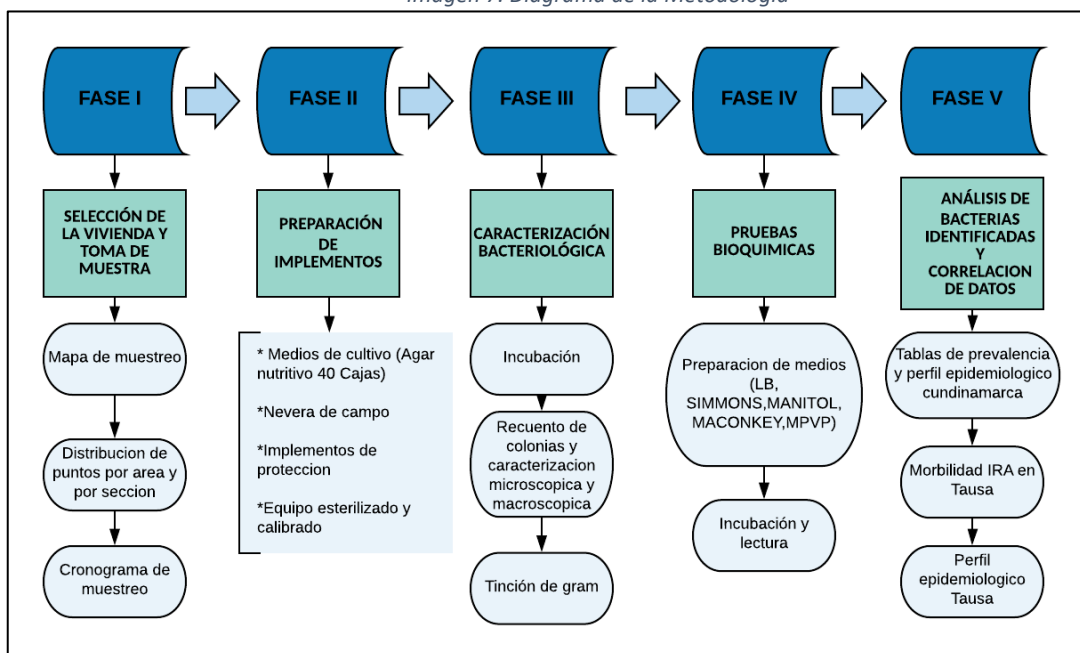 Imagen 7. Diagrama de la Metodología
FASE I
FASE II
FASE III
FASE IV
FASE V
SELECCIÓN DE
LA VIVIENDA Y
TOMA DE
MUESTRA
Mapa de muestreo
Distribucion de
puntos por area y
por seccion
Cronograma de
muestreo
PREPARACIÓN
DE
IMPLEMENTOS
* Medios de cultivo (Agar
nutritivo 40 Cajas)
*Nevera de campo
*Implementos de
proteccion
*Equipo esterilizado y
calibrado
CARACTERIZACIÓN
BACTERIOLÓGICA
Incubación
Recuento de
colonias y
caracterizacion
microscopica y
macroscopica
Tinción de gram
PRUEBAS
BIOQUIMICAS
Preparacion de medios
(LB,
SIMMONS,MANITOL,
MACONKEY,MPVP)
Incubación y
lectura
ANÁLISIS DE
BACTERIAS
IDENTIFICADAS
Y
CORRELACION
DE DATOS
Tablas de prevalencia
y perfil epidemiologico
cundinamarca
Morbilidad IRA en
Tausa
Perfil
epidemiologico
Tausa